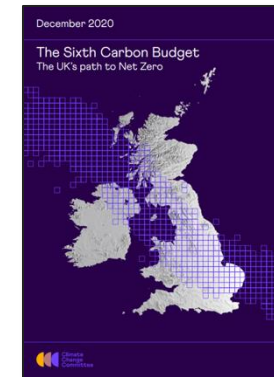 December 2020
The Sixth Carbon Budget
The UK's path to Net Zero
Climate
Change
Committee